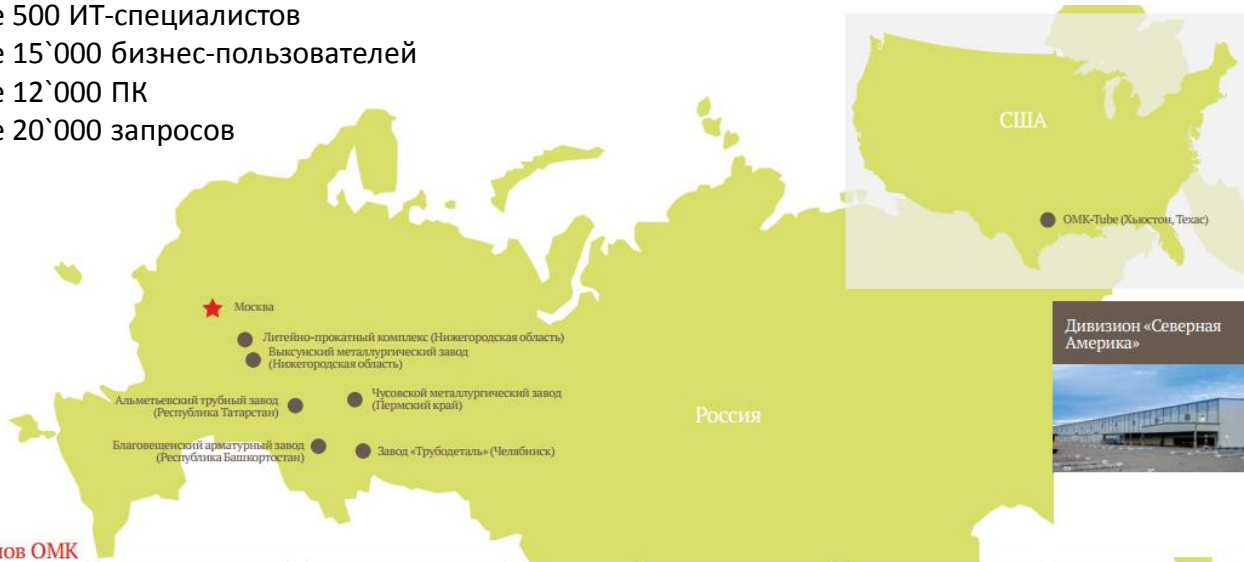 е 500 ИТ-специалистов
е 15`000 бизнес-пользователей
е 12`000 ПК
е 20`000 запросов
США
OMK-Tube (Хьюстон, Техас)
Москва
Литейно-прокатный комплекс (Нижегородская область)
Выксунский металлургический завод
(Нижегородская область)
Дивизион «Северная
Америка»
Альметьевский трубный завод
(Республика Татарстан)
Чусовской металлургический завод
(Пермский край)
Россия
Благовещенский арматурный завод
(Республика Башкортостан)
Завод «Трубодеталь» (Челябинск)
нов ОМК